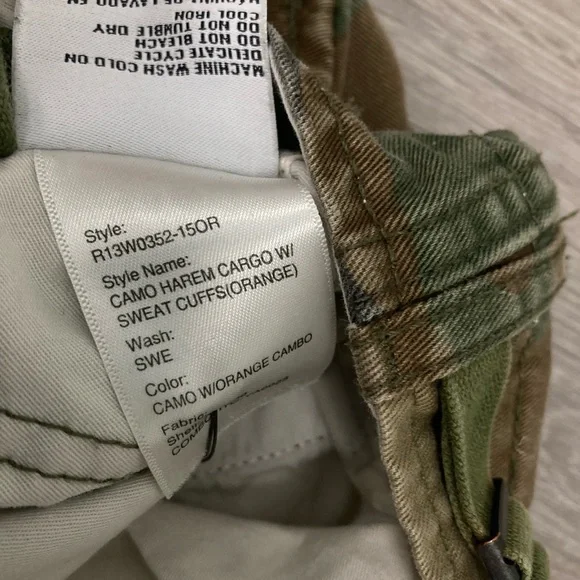 MACHINE WASH COLD ON
DELICATE CYCLE
DO NOT BLEACH
DO NOT TUMBLE DRY
COOL IRON
Style:
R13W0352-15OR
Style Name:
CAMO HAREM CARGO W/
SWEAT CUFFS(ORANGE)
Wash:
SWE
Color:
CAMO W/ORANGE CAMBO